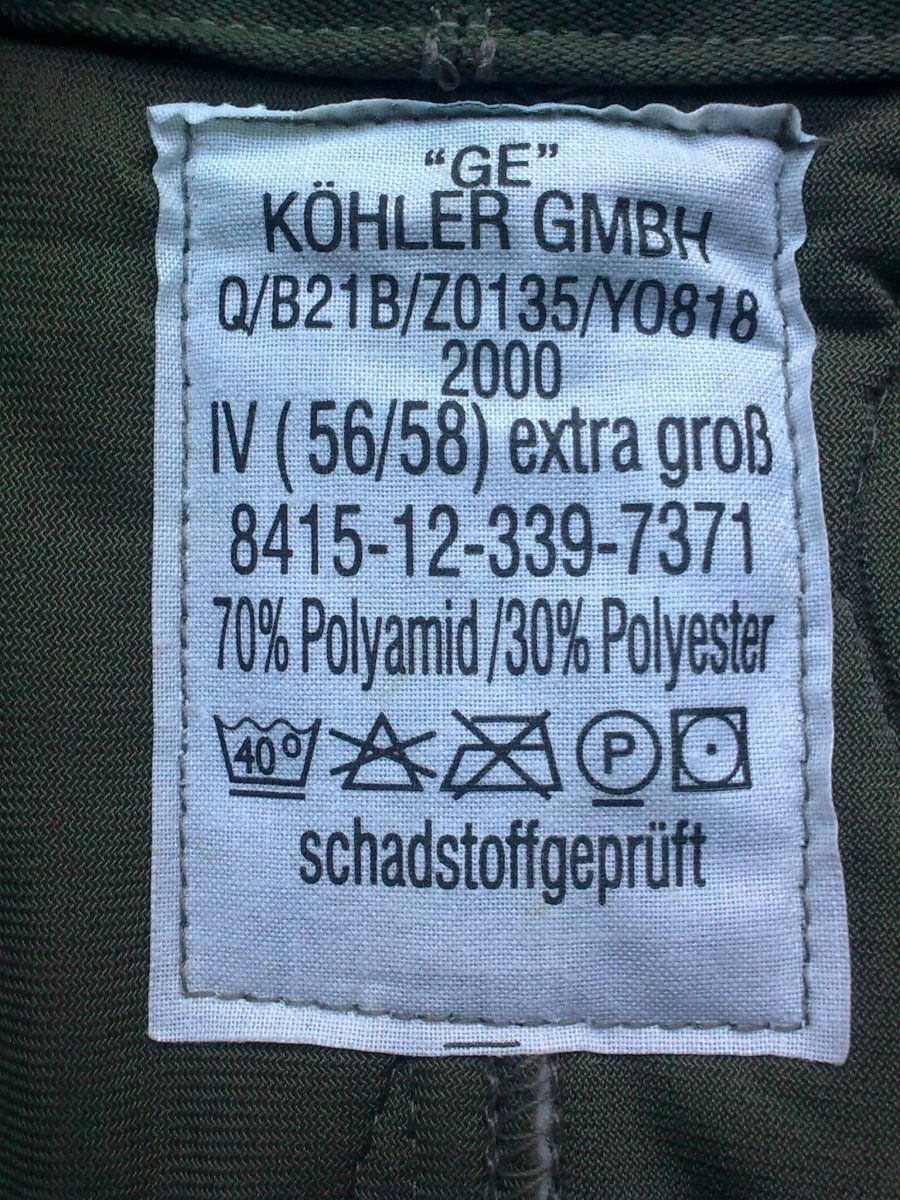 “GE”
KÖHLER GMBH
Q/B21B/Z0135/Y0818
2000
IV ( 56/58) extra groß
8415-12-339-7371
70% Polyamid /30% Polyester
40° P
schadstoffgeprüft